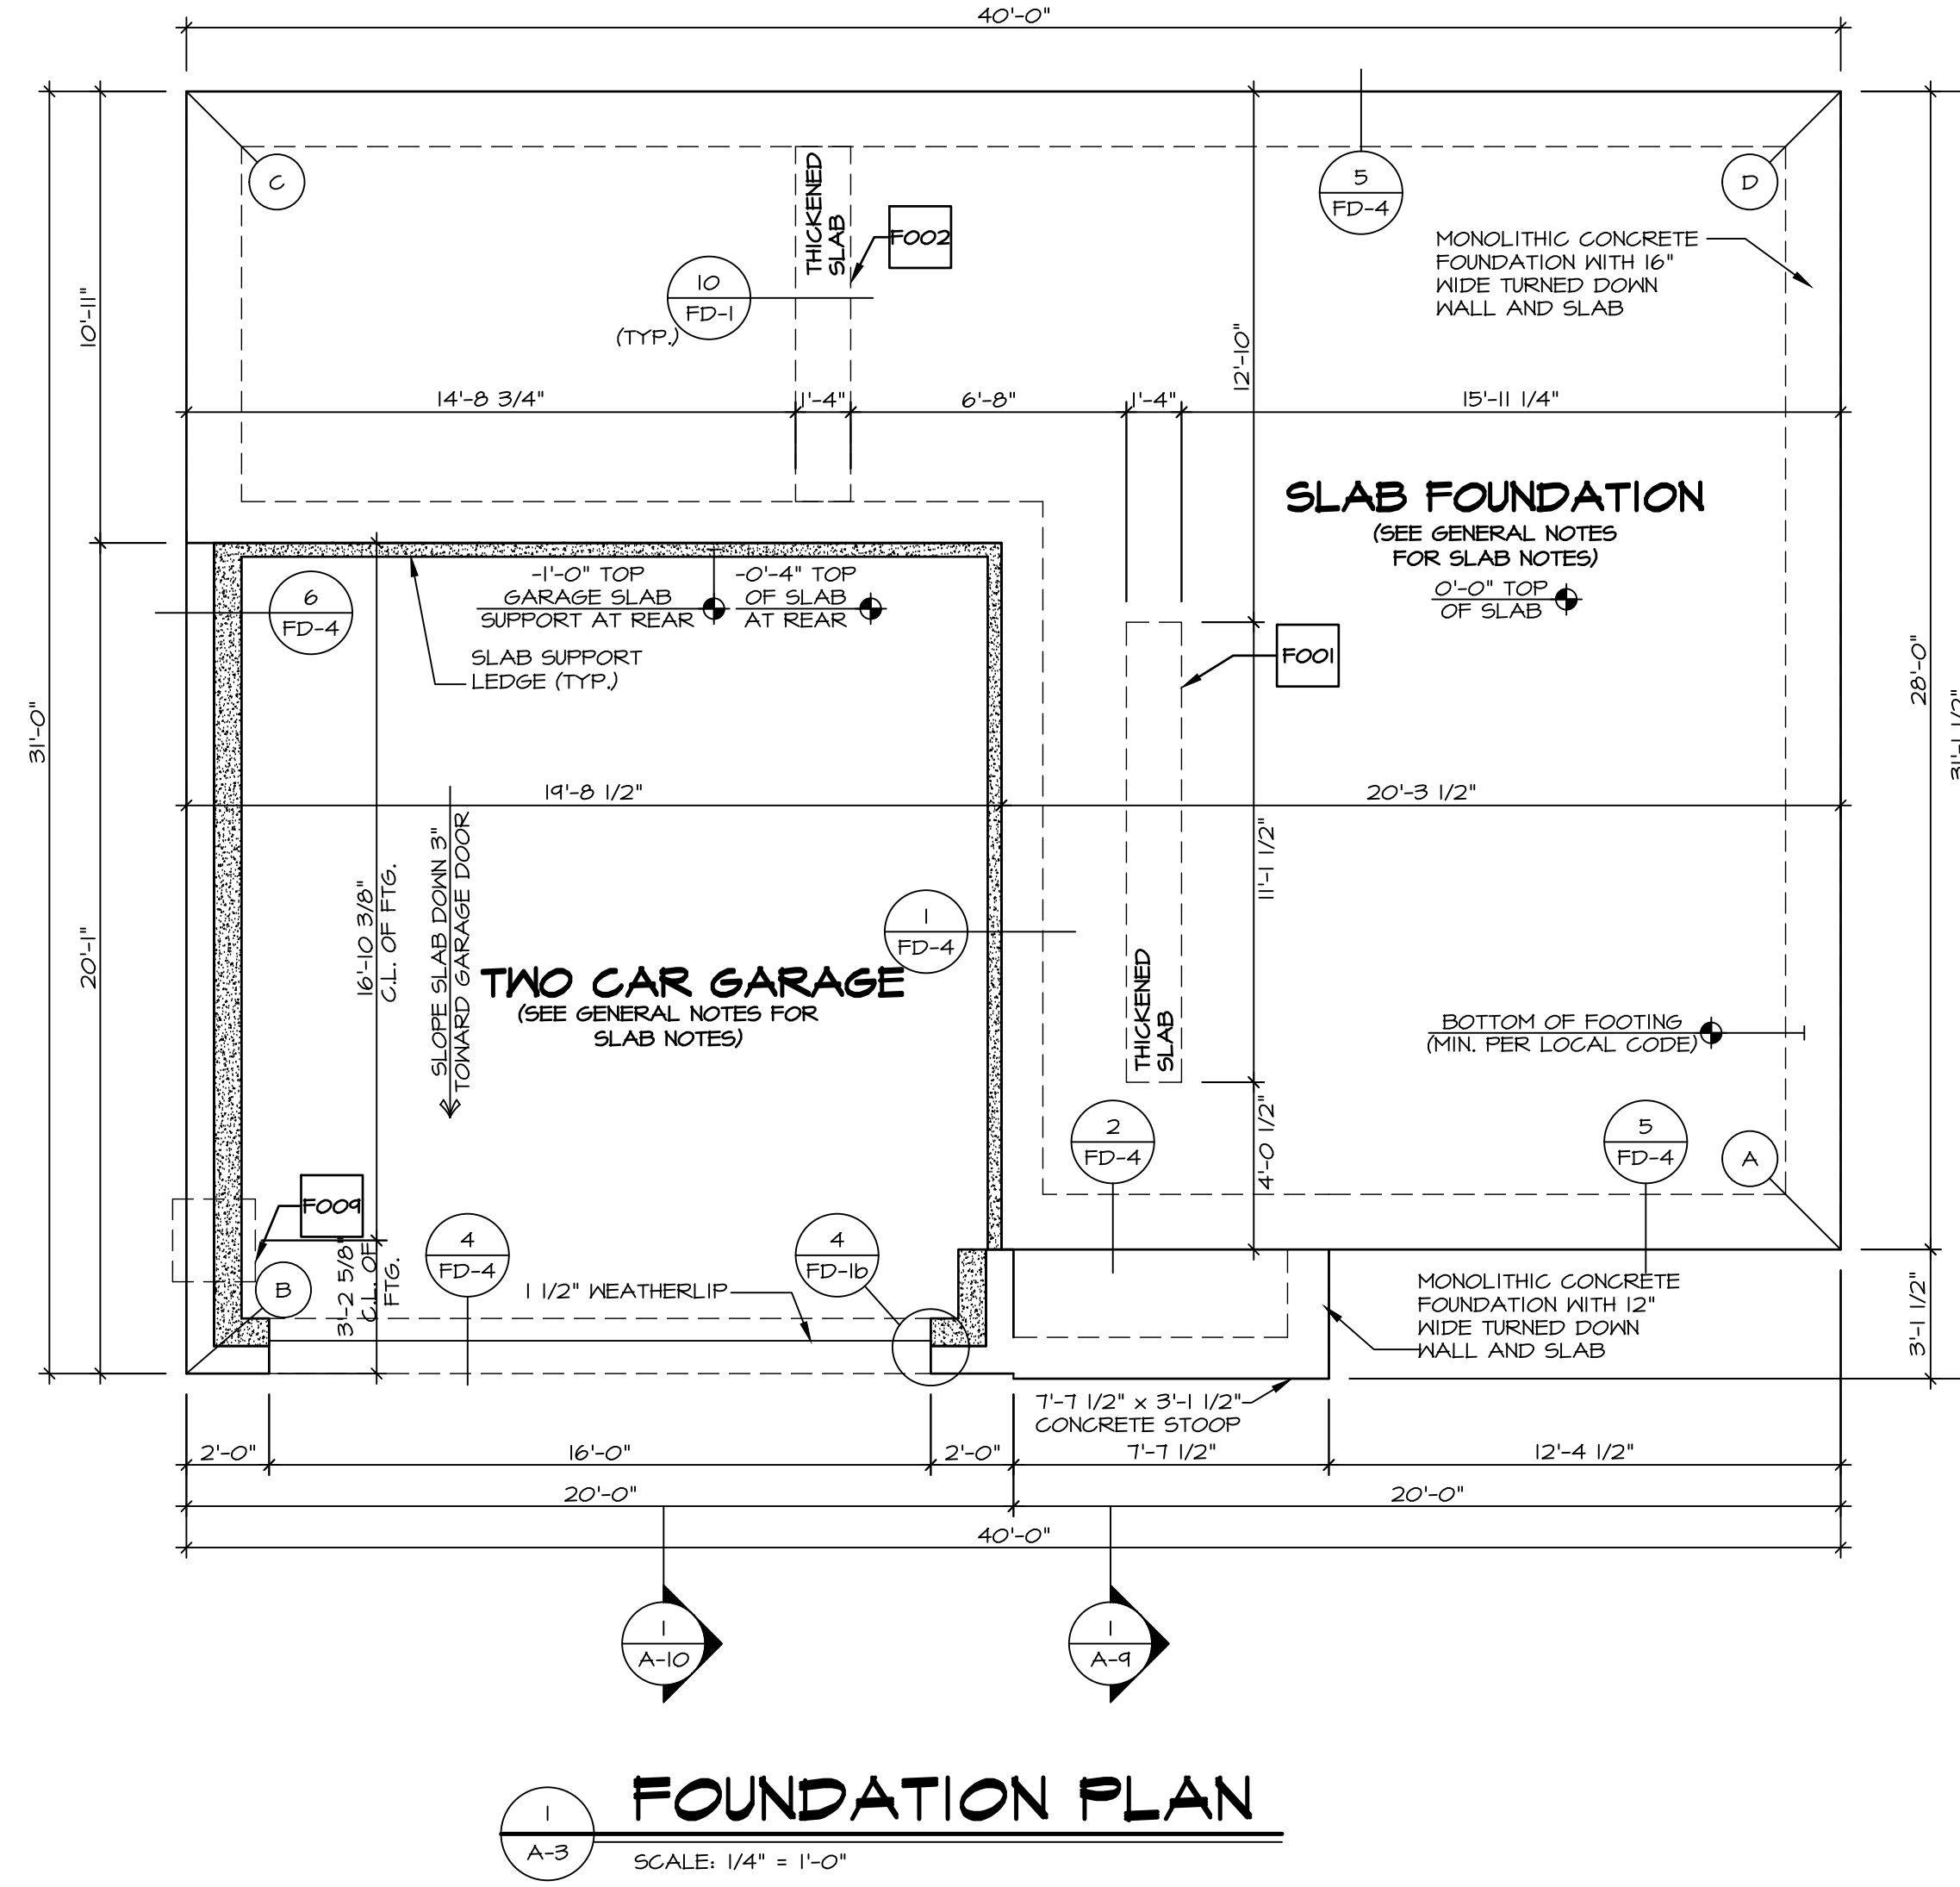 40'-0"
C
THICKENED
SLAB
F002
5
FD-4
D
MONOLITHIC CONCRETE
FOUNDATION WITH 16"
WIDE TURNED DOWN
WALL AND SLAB
10
FD-1
(TYP.)
10'-11"
12'-10"
14'-8 3/4"
1'-4"
6'-8"
1'-4"
15'-11 1/4"
SLAB FOUNDATION
(SEE GENERAL NOTES
FOR SLAB NOTES)
0'-0" TOP
OF SLAB
6
FD-4
-1'-0" TOP
GARAGE SLAB
SUPPORT AT REAR
-0'-4" TOP
OF SLAB
AT REAR
SLAB SUPPORT
LEDGE (TYP.)
F001
31'-0"
28'-0"
31'-1 1/2"
19'-8 1/2"
20'-3 1/2"
20'-1"
16'-10 3/8"
C.L. OF FTG.
SLOPE SLAB DOWN 3"
TOWARD GARAGE DOOR
11'-1 1/2"
1
FD-4
TWO CAR GARAGE
(SEE GENERAL NOTES FOR
SLAB NOTES)
THICKENED
SLAB
BOTTOM OF FOOTING
(MIN. PER LOCAL CODE)
2
FD-4
4'-0 1/2"
5
FD-4
A
F009
B
3'-2 5/8"
C.L. OF
FTG.
4
FD-4
4
FD-1b
1 1/2" WEATHERLIP
MONOLITHIC CONCRETE
FOUNDATION WITH 12"
WIDE TURNED DOWN
WALL AND SLAB
3'-1 1/2"
7'-7 1/2" x 3'-1 1/2"
CONCRETE STOOP
2'-0"
16'-0"
2'-0"
7'-7 1/2"
12'-4 1/2"
20'-0"
20'-0"
40'-0"
1
A-10
1
A-9
1
A-3
FOUNDATION PLAN
SCALE: 1/4" = 1'-0"